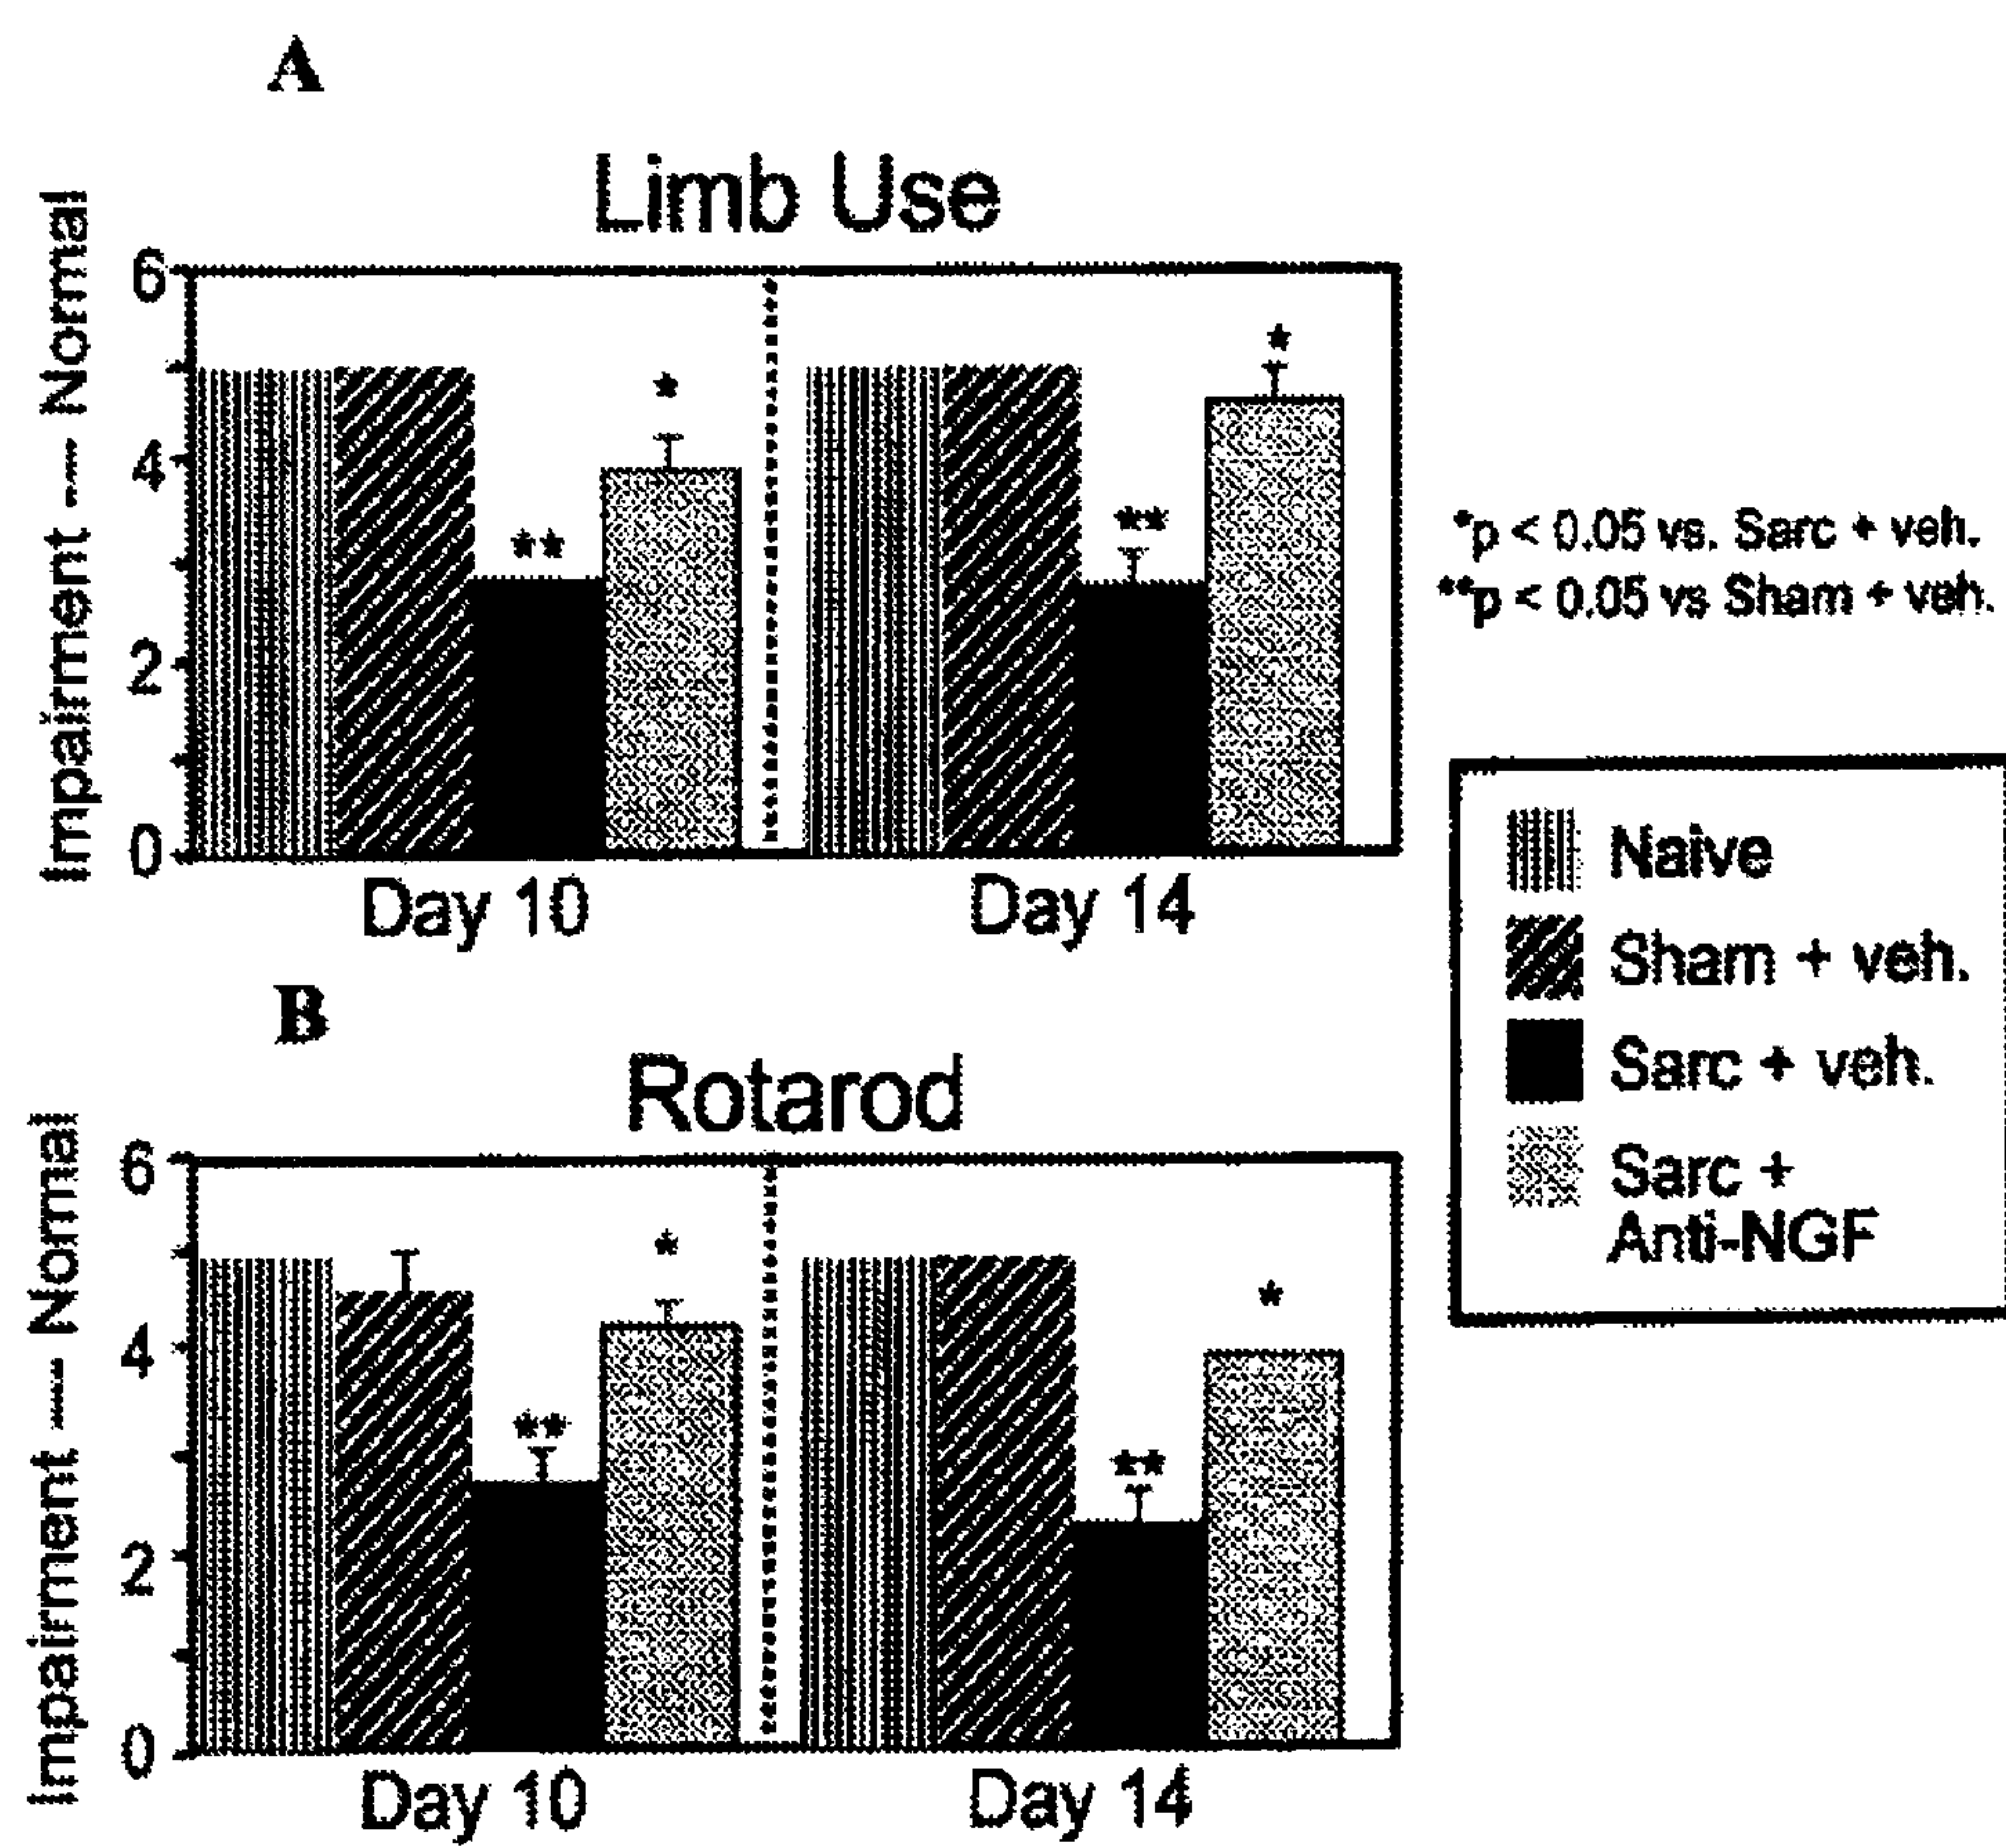 A
Limb Use
Impairment ---- Normal
6
4
2
0
*
**
*
**
Day 10
Day 14
*p < 0.05 vs. Sarc + veh.
**p < 0.05 vs Sham + veh.
Naive
Sham + veh.
Sarc + veh.
Sarc +
Anti-NGF
B
Rotarod
Impairment ---- Normal
6
4
2
0
*
**
*
**
Day 10
Day 14